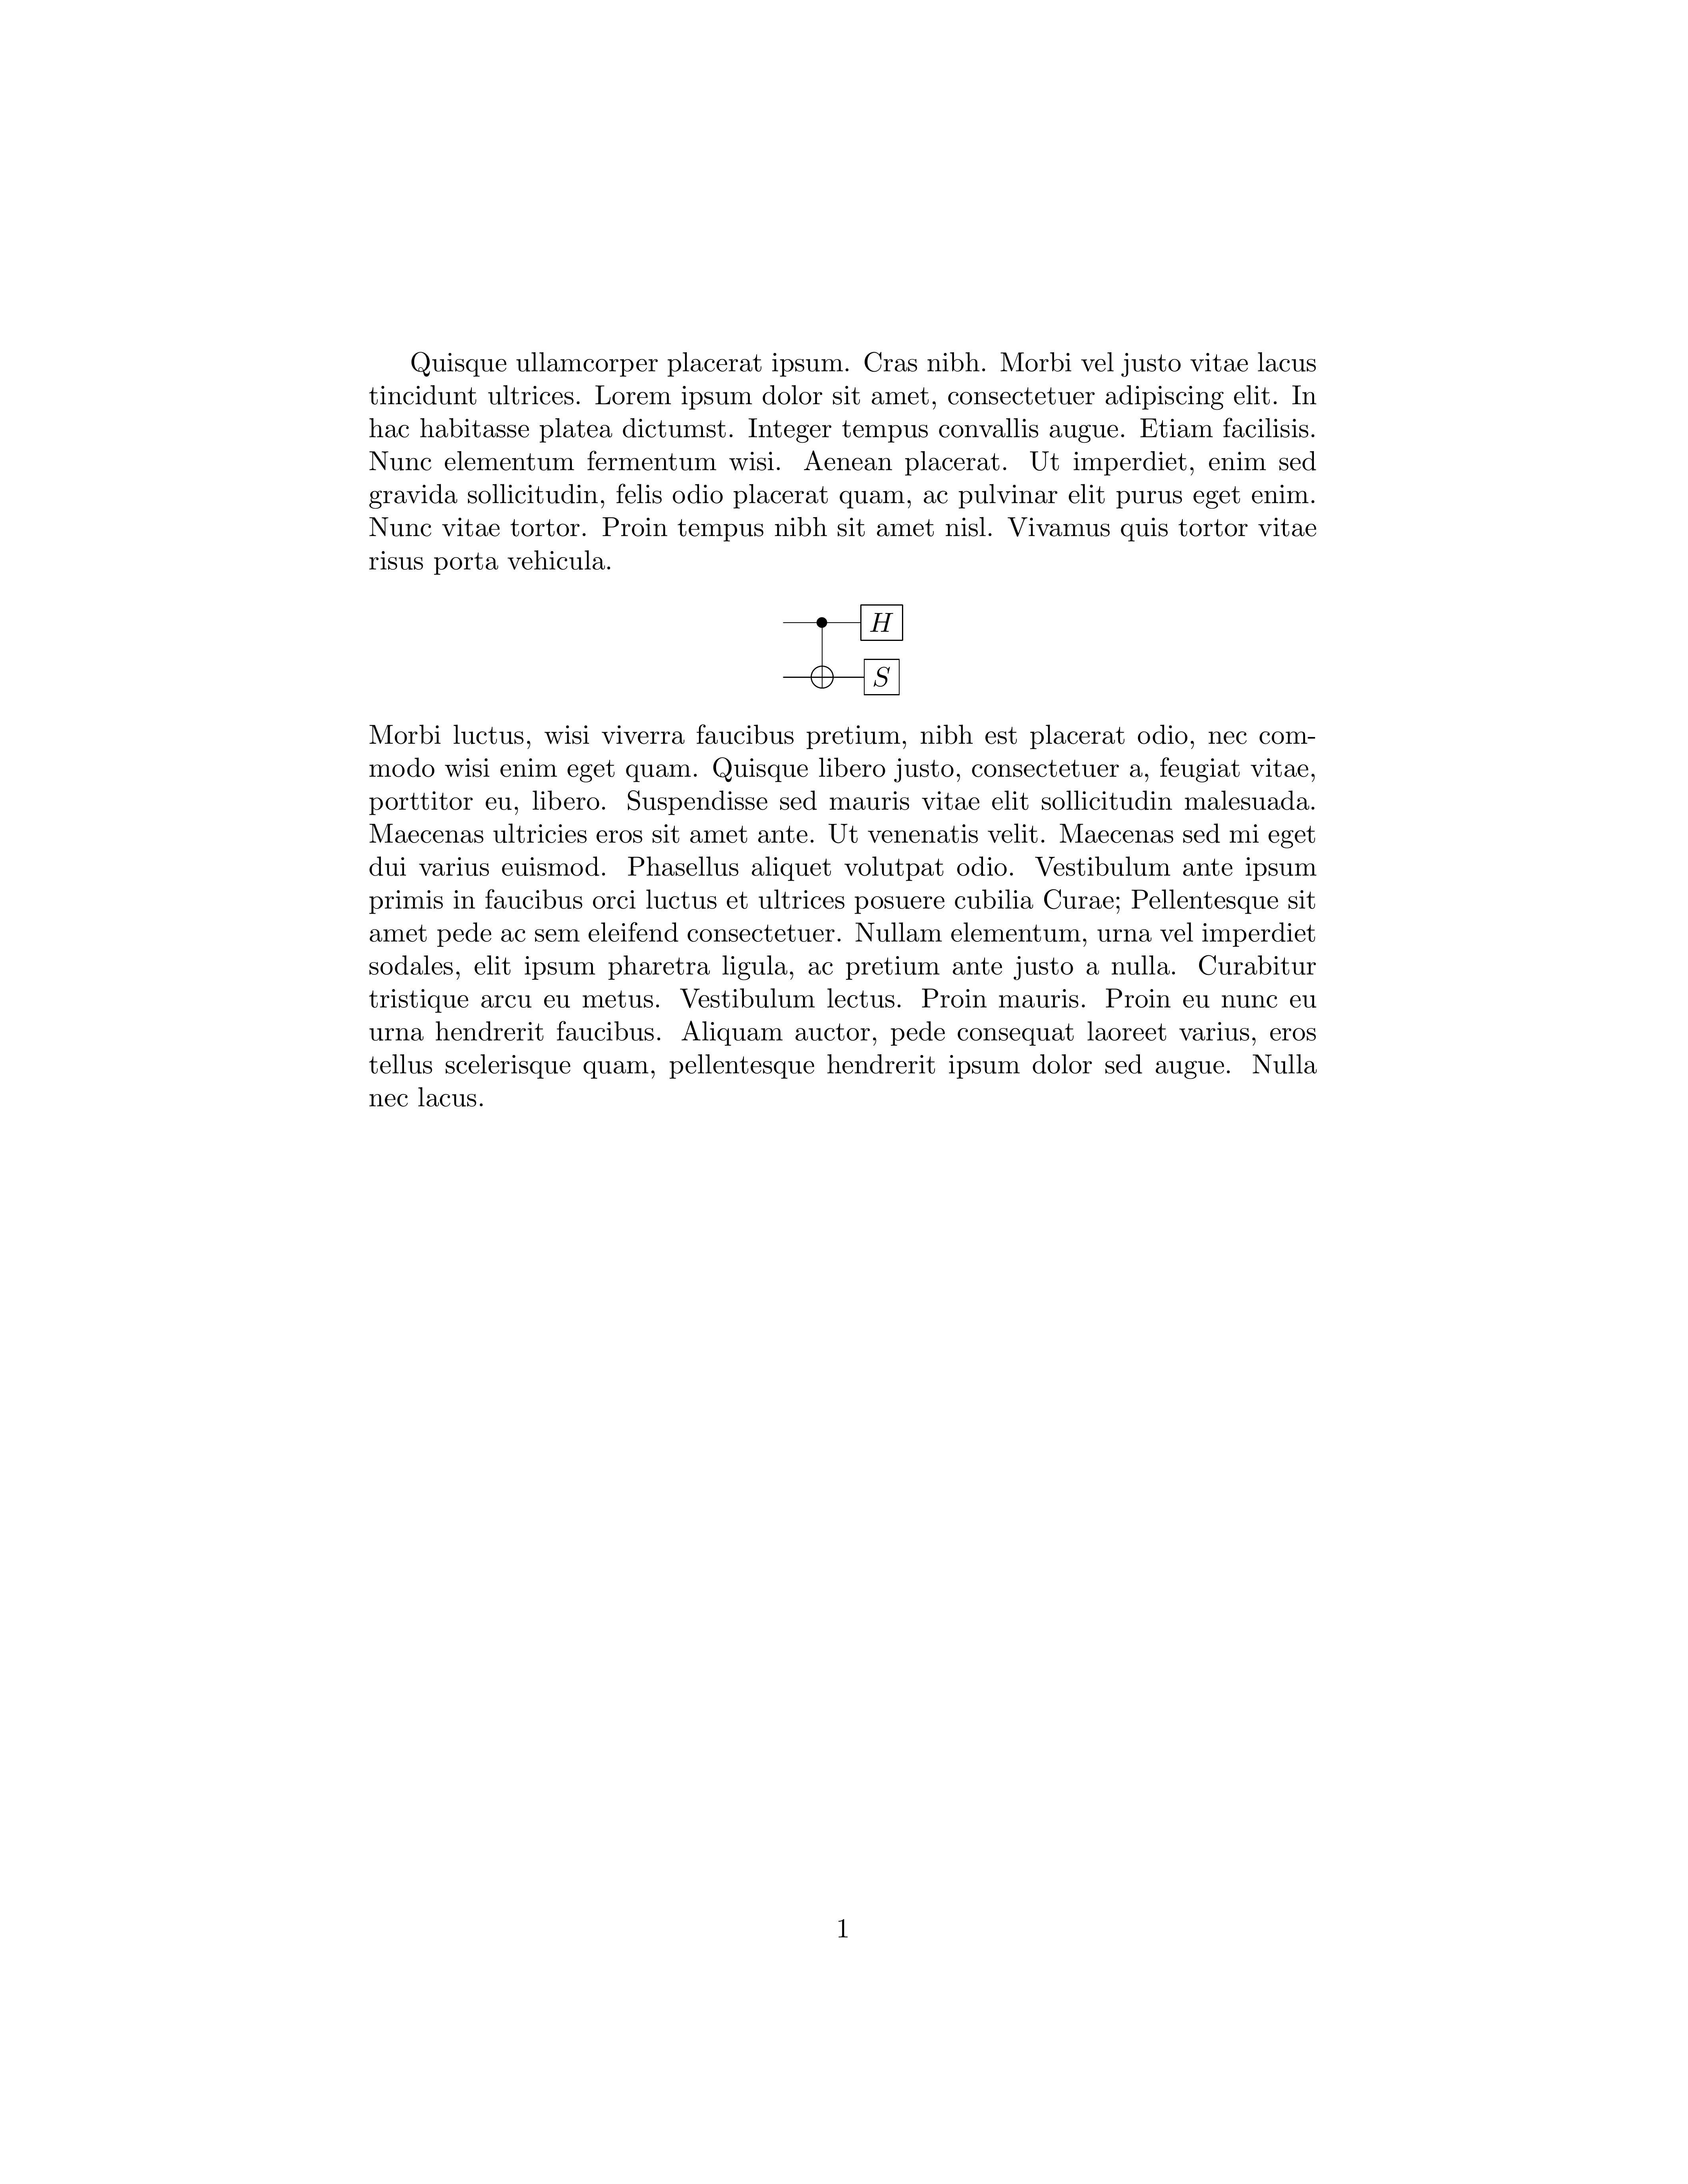 Quisque ullamcorper placerat ipsum. Cras nibh. Morbi vel justo vitae lacus
tincidunt ultrices. Lorem ipsum dolor sit amet, consectetuer adipiscing elit. In
hac habitasse platea dictumst. Integer tempus convallis augue. Etiam facilisis.
Nunc elementum fermentum wisi. Aenean placerat. Ut imperdiet, enim sed
gravida sollicitudin, felis odio placerat quam, ac pulvinar elit purus eget enim.
Nunc vitae tortor. Proin tempus nibh sit amet nisl. Vivamus quis tortor vitae
risus porta vehicula.
H
S
Morbi luctus, wisi viverra faucibus pretium, nibh est placerat odio, nec com-
modo wisi enim eget quam. Quisque libero justo, consectetuer a, feugiat vitae,
porttitor eu, libero. Suspendisse sed mauris vitae elit sollicitudin malesuada.
Maecenas ultricies eros sit amet ante. Ut venenatis velit. Maecenas sed mi eget
dui varius euismod. Phasellus aliquet volutpat odio. Vestibulum ante ipsum
primis in faucibus orci luctus et ultrices posuere cubilia Curae; Pellentesque sit
amet pede ac sem eleifend consectetuer. Nullam elementum, urna vel imperdiet
sodales, elit ipsum pharetra ligula, ac pretium ante justo a nulla. Curabitur
tristique arcu eu metus. Vestibulum lectus. Proin mauris. Proin eu nunc eu
urna hendrerit faucibus. Aliquam auctor, pede consequat laoreet varius, eros
tellus scelerisque quam, pellentesque hendrerit ipsum dolor sed augue. Nulla
nec lacus.
1